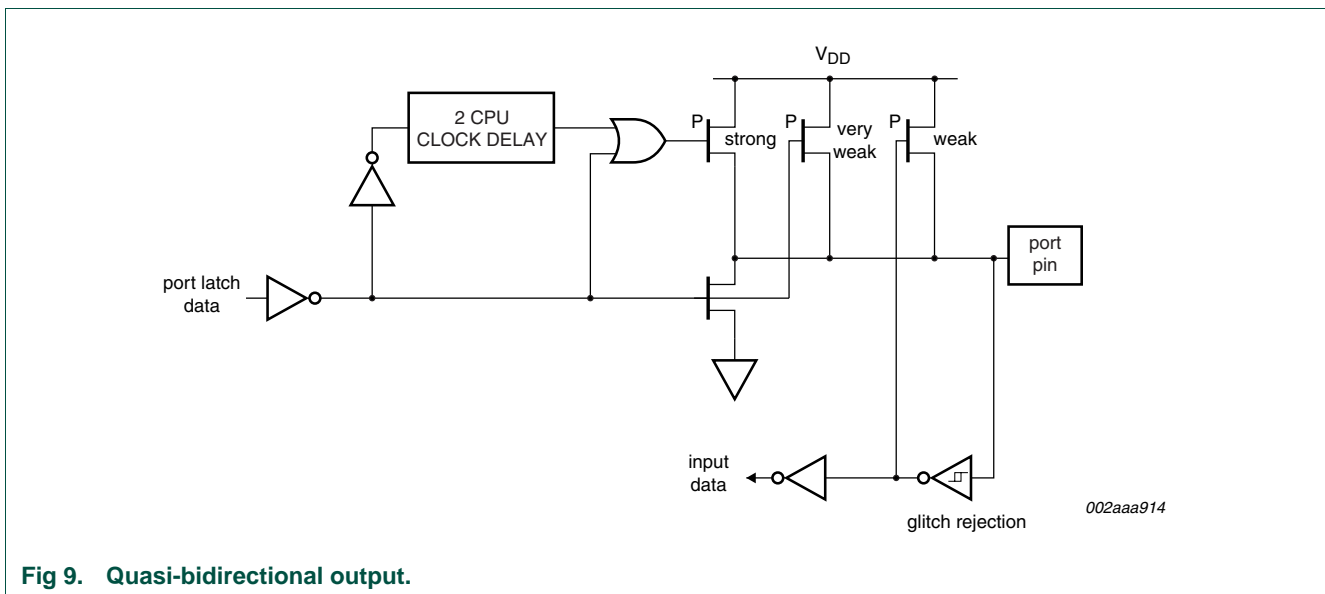 V_DD
2 CPU
CLOCK DELAY
P
strong
P
very
weak
P
weak
port
pin
port latch
data
input
data
glitch rejection
002aaa914
Fig 9. Quasi-bidirectional output.